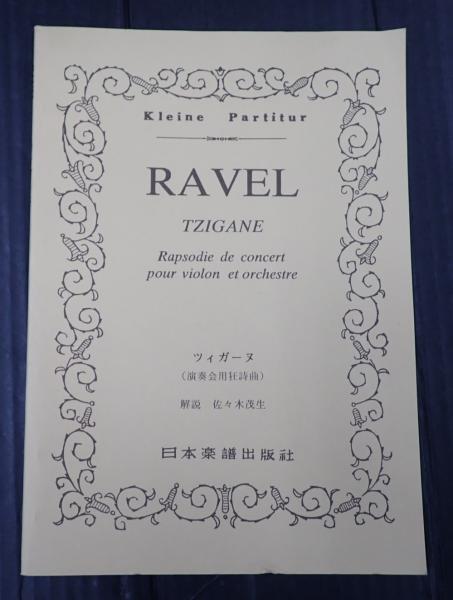 Kleine Partitur
RAVEL
TZIGANE
Rapsodie de concert
pour violon et orchestre
ツィガーヌ
（演奏会用狂詩曲）
解説 佐々木茂生
日本楽譜出版社